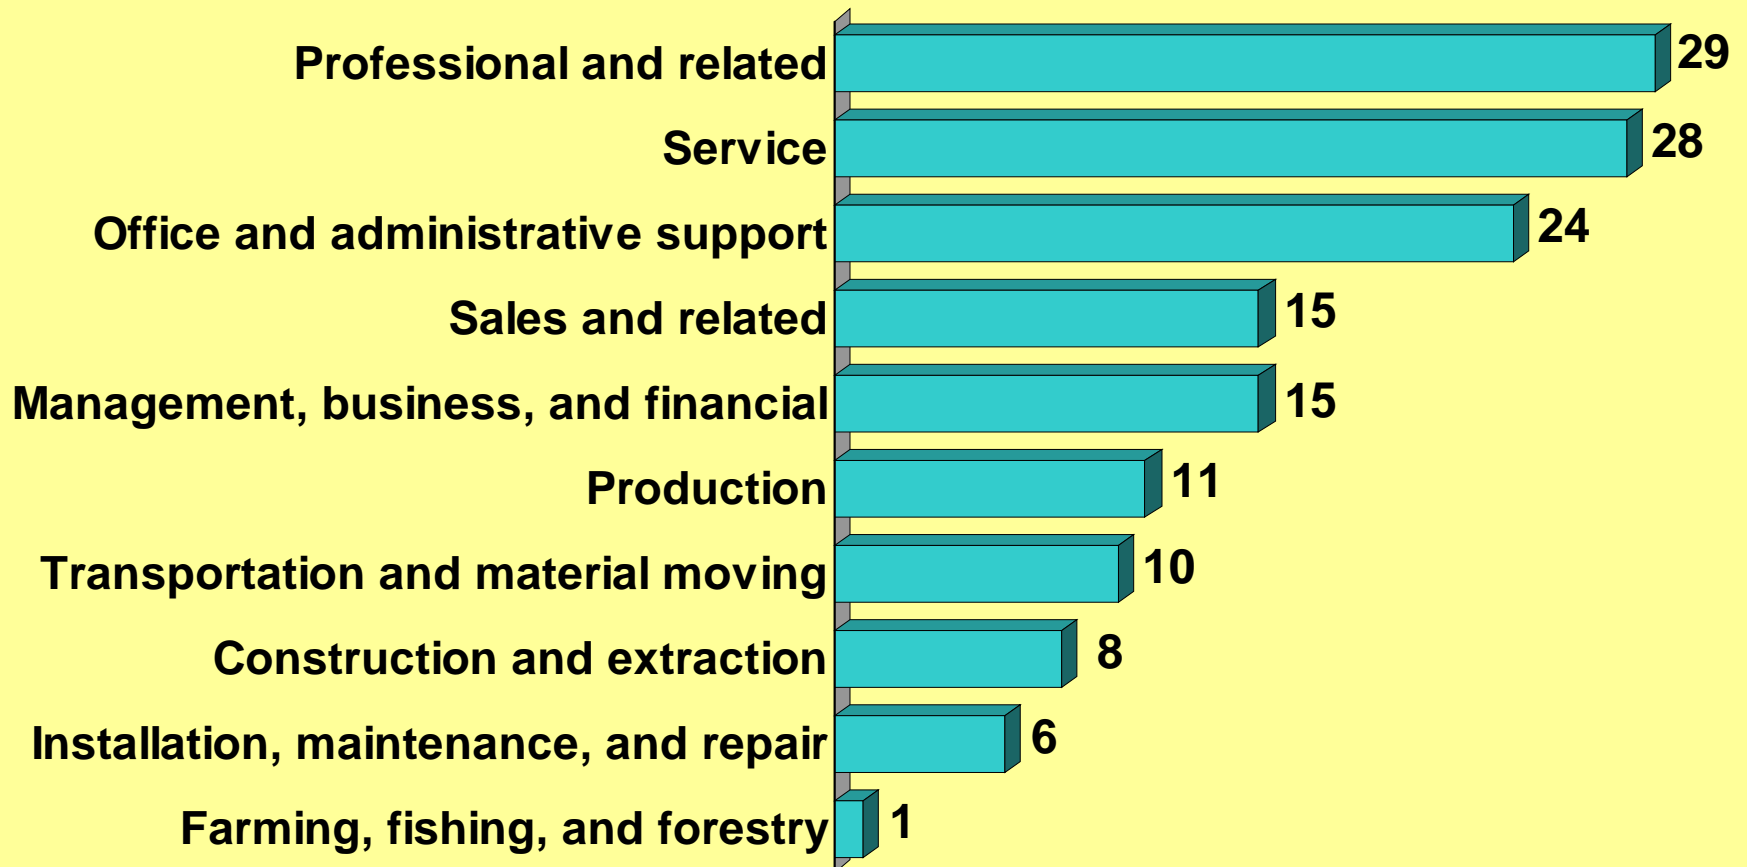 Professional and related 29
Service 28
Office and administrative support 24
Sales and related 15
Management, business, and financial 15
Production 11
Transportation and material moving 10
Construction and extraction 8
Installation, maintenance, and repair 6
Farming, fishing, and forestry 1